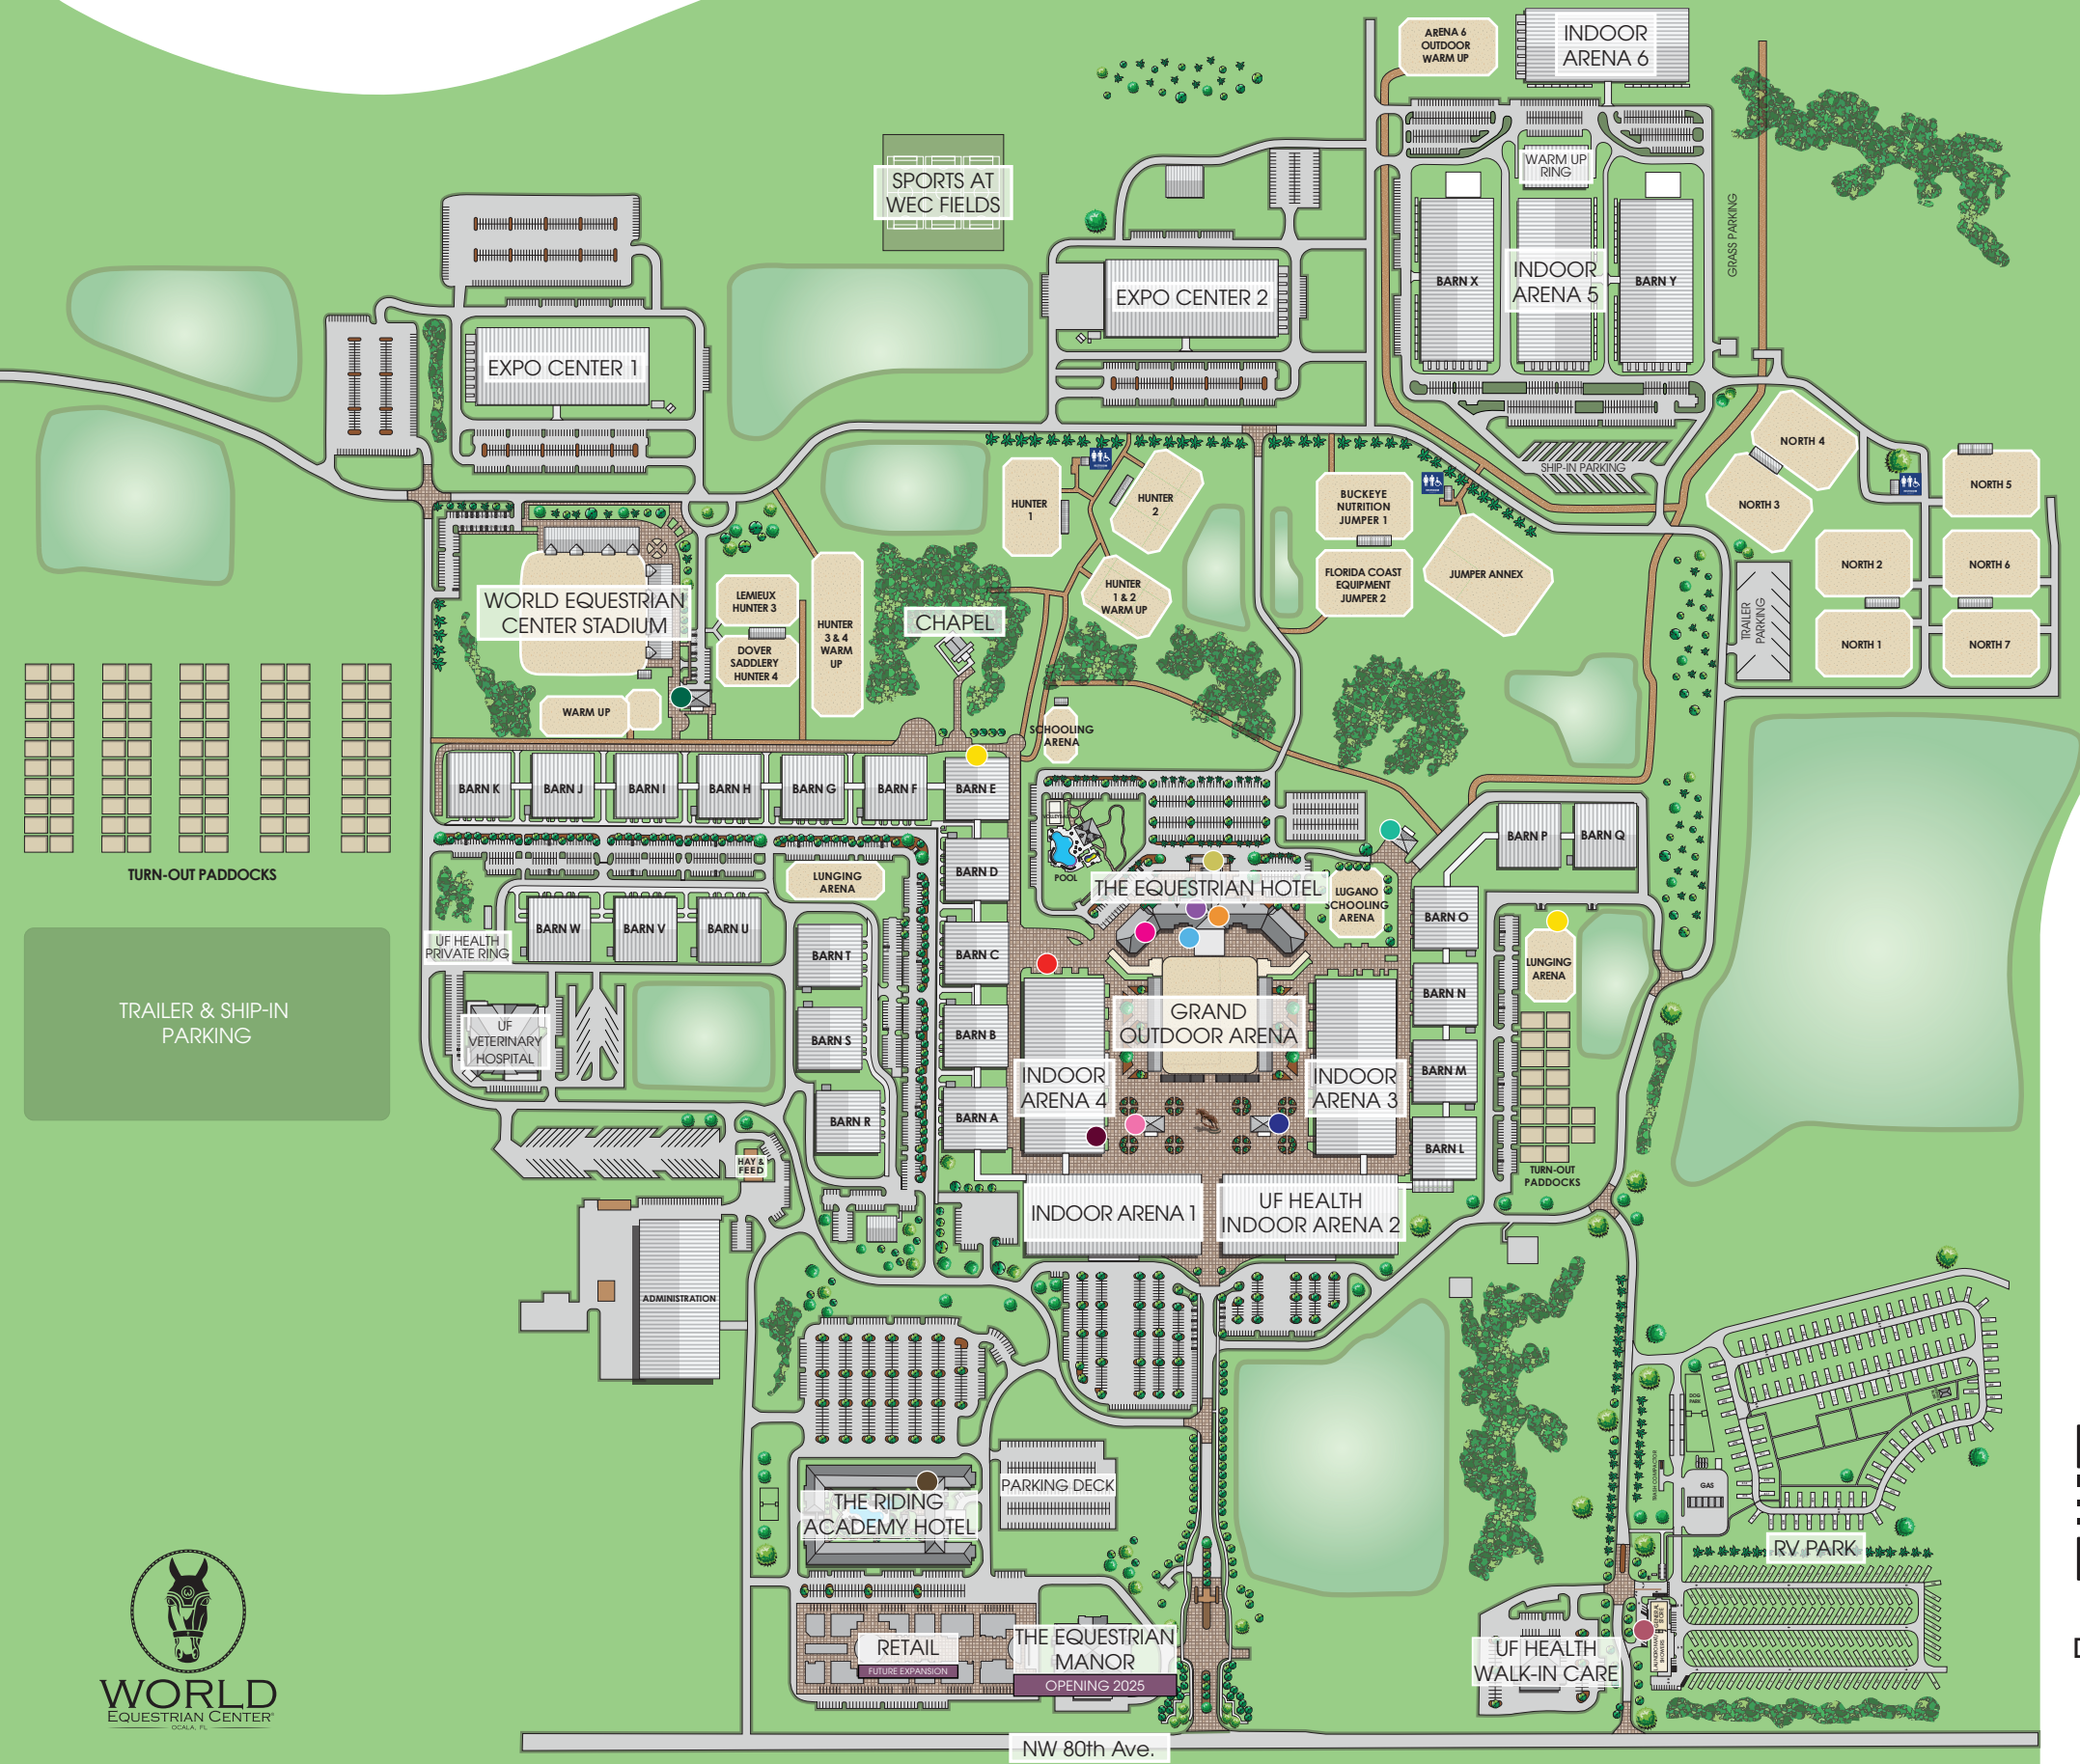 ARENA 6
OUTDOOR
WARM UP
INDOOR
ARENA 6
SPORTS AT
WEC FIELDS
WARM UP
RING
GRASS PARKING
EXPO CENTER 2
BARN X
INDOOR
ARENA 5
BARN Y
EXPO CENTER 1
SHIP-IN PARKING
NORTH 4
NORTH 3
NORTH 5
HUNTER
1
HUNTER
2
BUCKEYE
NUTRITION
JUMPER 1
FLORIDA COAST
EQUIPMENT
JUMPER 2
JUMPER ANNEX
NORTH 2
NORTH 6
HUNTER
1 & 2
WARM UP
TRAILER
PARKING
NORTH 1
NORTH 7
WORLD EQUESTRIAN
CENTER STADIUM
LEMIEUX
HUNTER 3
DOVER
SADDLERY
HUNTER 4
HUNTER
3 & 4
WARM
UP
CHAPEL
WARM UP
SCHOOLING
ARENA
BARN K
BARN J
BARN I
BARN H
BARN G
BARN F
BARN E
BARN P
BARN Q
TURN-OUT PADDOCKS
LUNGING
ARENA
BARN D
POOL
THE EQUESTRIAN HOTEL
LUGANO
SCHOOLING
ARENA
BARN O
BARN W
BARN V
BARN U
UF HEALTH
PRIVATE RING
BARN T
BARN C
LUNGING
ARENA
BARN N
TRAILER & SHIP-IN
PARKING
UF
VETERINARY
HOSPITAL
BARN S
BARN B
GRAND
OUTDOOR ARENA
INDOOR
ARENA 4
INDOOR
ARENA 3
BARN M
BARN R
BARN A
BARN L
HAY &
FEED
TURN-OUT
PADDOCKS
INDOOR ARENA 1
UF HEALTH
INDOOR ARENA 2
ADMINISTRATION
DOG
PARK
TRASH COMPACTOR
GAS
PARKING DECK
THE RIDING
ACADEMY HOTEL
RV PARK
RETAIL
FUTURE EXPANSION
THE EQUESTRIAN
MANOR
OPENING 2025
UF HEALTH
WALK-IN CARE
GENERAL
STORE
SHOWERS
WORLD
EQUESTRIAN CENTER
OCALA, FL
NW 80th Ave.